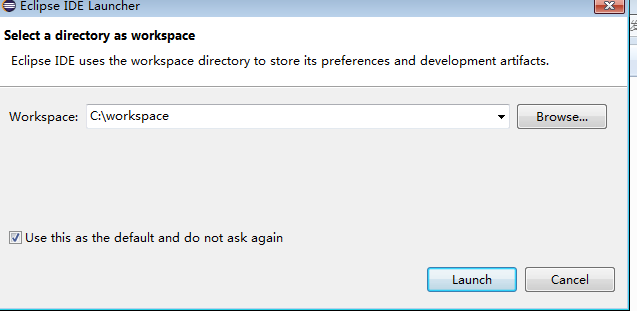 Eclipse IDE Launcher
Select a directory as workspace
Eclipse IDE uses the workspace directory to store its preferences and development artifacts.
Workspace: C:\workspace Browse...
Use this as the default and do not ask again
Launch Cancel